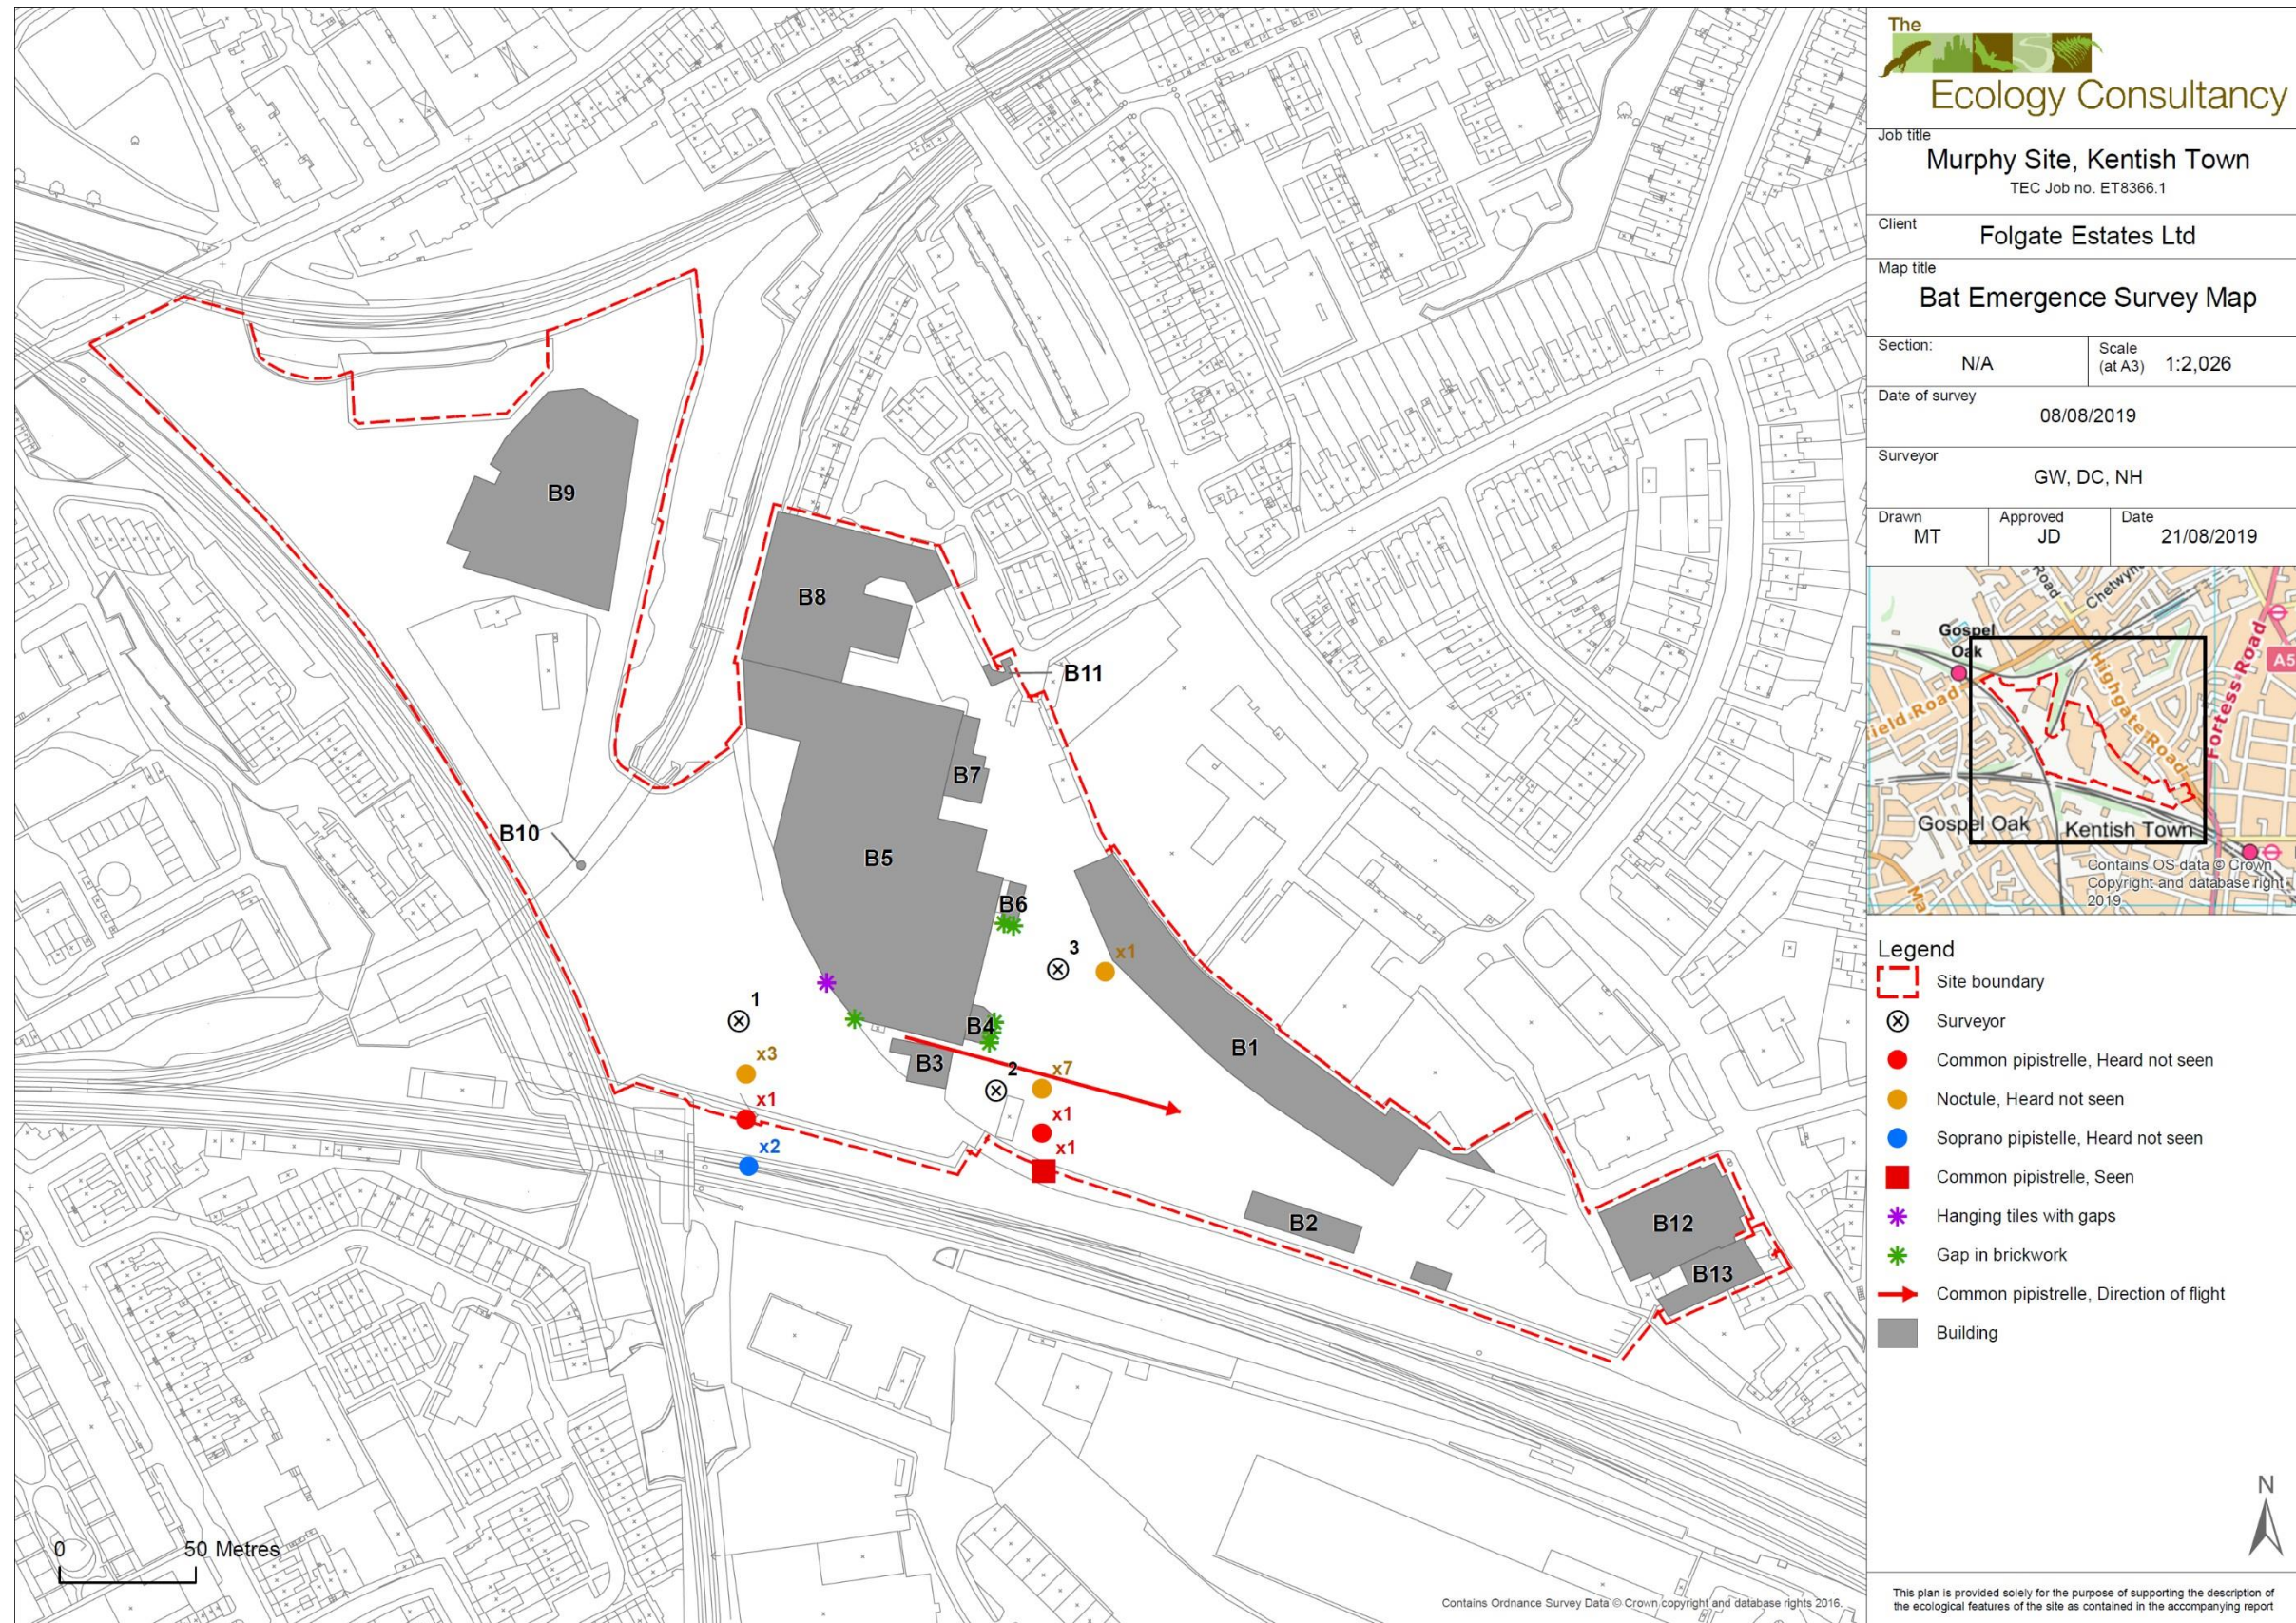 The
Ecology Consultancy
Job title
Murphy Site, Kentish Town
TEC Job no. ET8366.1
Client
Folgate Estates Ltd
Map title
Bat Emergence Survey Map
Section:
N/A
Scale
(at A3) 1:2,026
Date of survey
08/08/2019
Surveyor
GW, DC, NH
Drawn
MT
Approved
JD
Date
21/08/2019
Road
Chetwyn
Gospel
Oak
Fortess Road
A5
Highgate Road
field Road
Gospel Oak
Kentish Town
Ma
Contains OS data © Crown
Copyright and database right
2019
Legend
Site boundary
Surveyor
Common pipistrelle, Heard not seen
Noctule, Heard not seen
Soprano pipistelle, Heard not seen
Common pipistrelle, Seen
Hanging tiles with gaps
Gap in brickwork
Common pipistrelle, Direction of flight
Building
N
This plan is provided solely for the purpose of supporting the description of
the ecological features of the site as contained in the accompanying report
B9
B8
B11
B7
B10
B5
B6
3
x1
1
B4
B1
x3
B3
2
x7
x1
x1
x2
x1
B2
B12
B13
0
50 Metres
Contains Ordnance Survey Data © Crown copyright and database rights 2016.